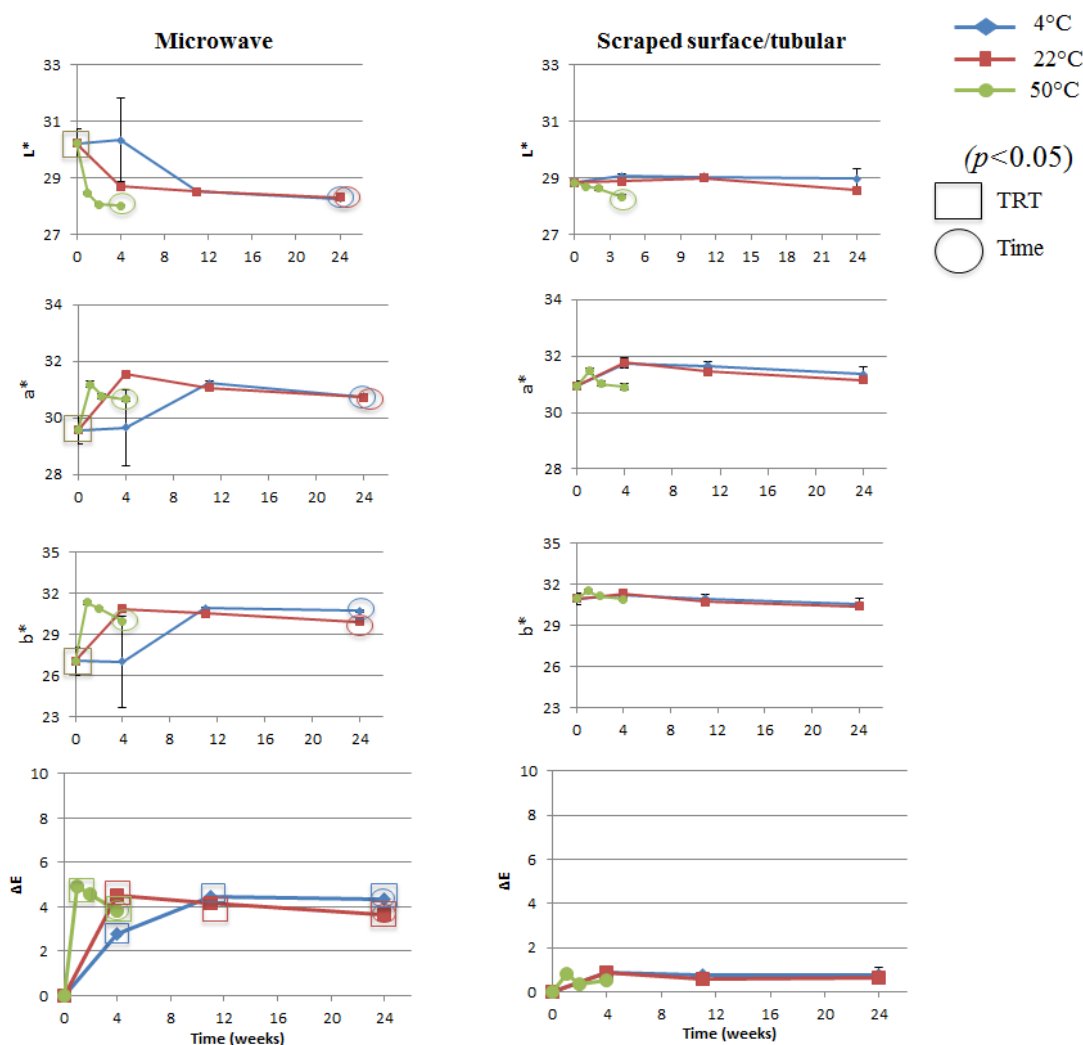 Microwave
Scraped surface/tubular
4°C
22°C
50°C
(p<0.05)
TRT
Time
33
31
29
27
L*
0 4 8 12 16 20 24
33
31
29
27
L*
0 3 6 9 12 15 18 21 24
34
32
30
28
a*
0 4 8 12 16 20 24
34
32
30
28
a*
0 4 8 12 16 20 24
35
32
29
26
23
b*
0 4 8 12 16 20 24
35
32
29
26
23
b*
0 4 8 12 16 20 24
10
8
6
4
2
0
ΔE
0 4 8 12 16 20 24
Time (weeks)
10
8
6
4
2
0
ΔE
0 4 8 12 16 20 24
Time (weeks)